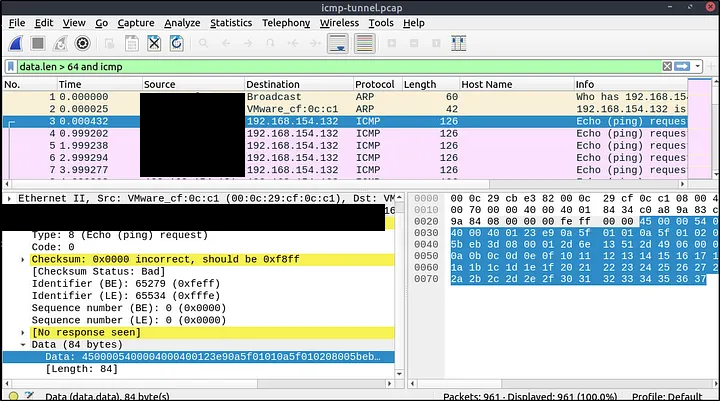 icmp-tunnel.pcap
File Edit View Go Capture Analyze Statistics Telephony Wireless Tools Help
data.len > 64 and icmp
No. Time Source Destination Protocol Length Host Name Info
1 0.000000 Broadcast ARP 60 Who has 192.168.154
2 0.000025 VMware_cf:0c:c1 ARP 42 192.168.154.132 is
3 0.000432 192.168.154.132 ICMP 126 Echo (ping) reques
4 0.999202 192.168.154.132 ICMP 126 Echo (ping) reques
5 1.999238 192.168.154.132 ICMP 126 Echo (ping) reques
6 2.999294 192.168.154.132 ICMP 126 Echo (ping) reques
7 3.999277 192.168.154.132 ICMP 126 Echo (ping) reques
Ethernet II, Src: VMware_cf:0c:c1 (00:0c:29:cf:0c:c1), Dst: VM
Type: 8 (Echo (ping) request)
Code: 0
Checksum: 0x0000 incorrect, should be 0xf8ff
[Checksum Status: Bad]
Identifier (BE): 65279 (0xfeff)
Identifier (LE): 65534 (0xfffe)
Sequence number (BE): 0 (0x0000)
Sequence number (LE): 0 (0x0000)
[No response seen]
Data (84 bytes)
Data: 450000540004000400123e90a5f01010a5f010208005beb…
[Length: 84]
0000 00 0c 29 cb e3 82 00 0c 29 cf 0c c1 08 00 4
0010 00 70 00 00 40 00 40 01 84 34 c0 a8 9a 83 c
0020 9a 84 08 00 00 00 fe ff 00 00 45 00 00 54 0
0030 40 00 40 01 23 e9 0a 5f 01 01 0a 5f 01 02 0
0040 5b eb 3d 08 00 01 2d 6e 13 51 2d 49 06 00 0
0050 0a 0b 0c 0d 0e 0f 10 11 12 13 14 15 16 17 1
0060 1a 1b 1c 1d 1e 1f 20 21 22 23 24 25 26 27 2
0070 2a 2b 2c 2d 2e 2f 30 31 32 33 34 35 36 37
Data (data.data), 84 byte(s)
Packets: 961 · Displayed: 961 (100.0%)
Profile: Default